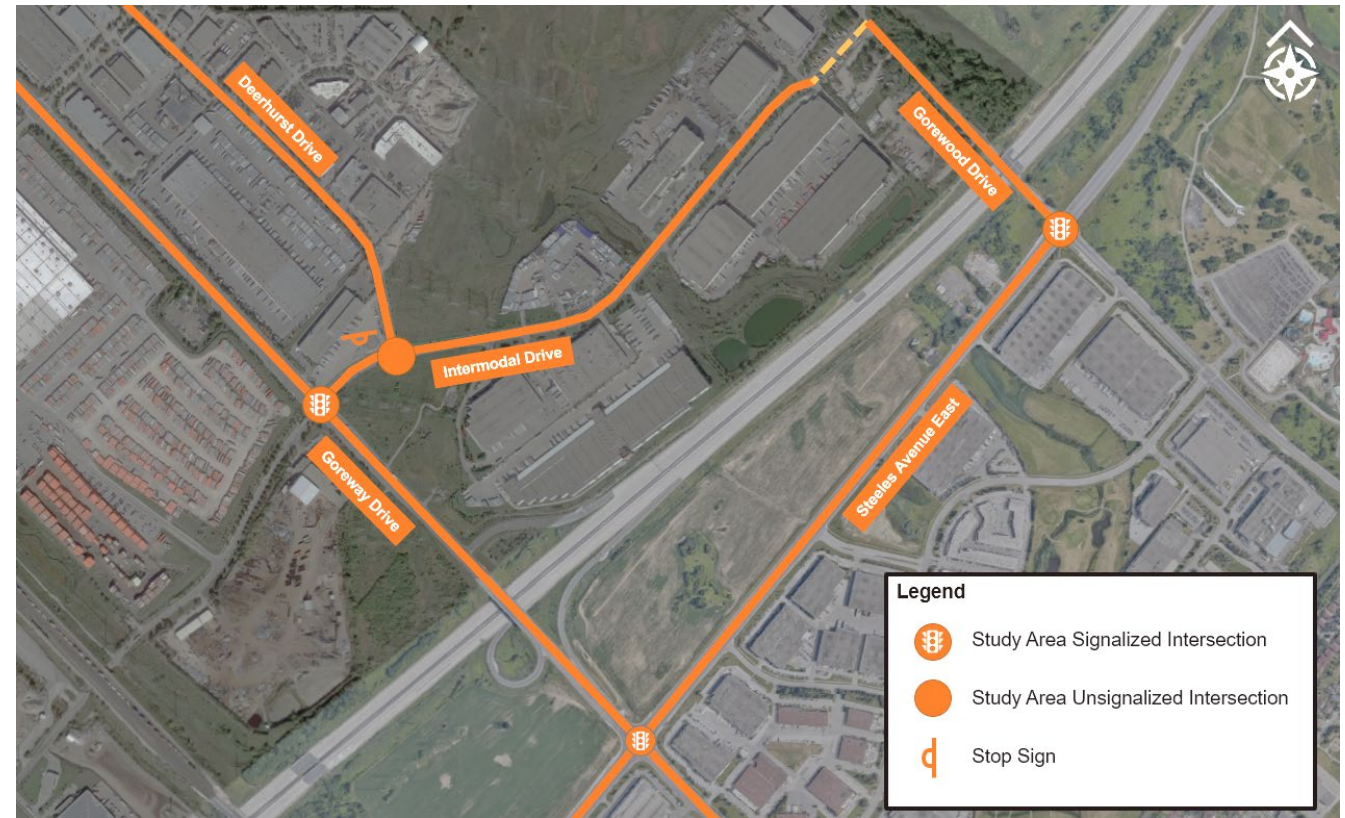 Deerhurst Drive
Gorewood Drive
Intermodal Drive
Steeles Avenue East
Goreway Drive
Legend
Study Area Signalized Intersection
Study Area Unsignalized Intersection
Stop Sign